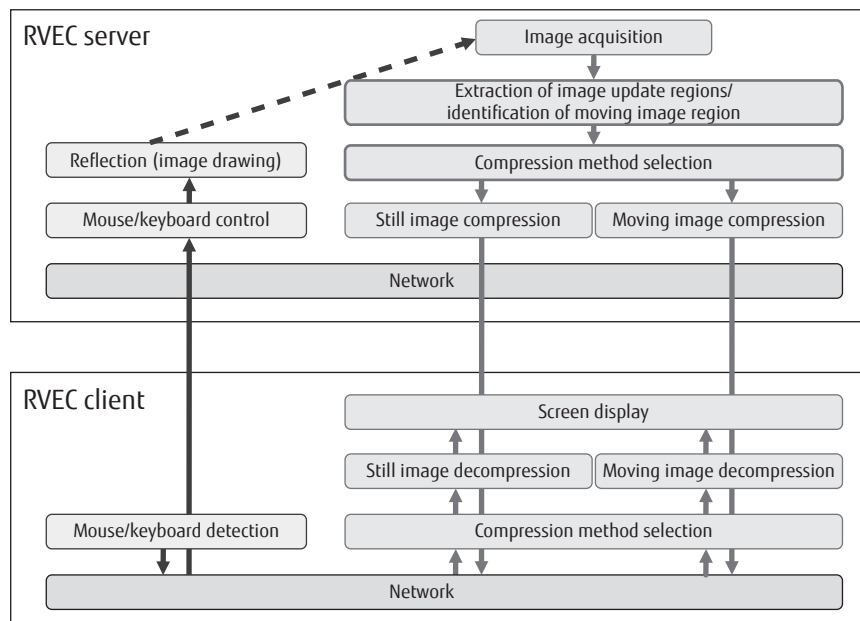 RVEC server
Image acquisition
Extraction of image update regions/
identification of moving image region
Reflection (image drawing)
Compression method selection
Mouse/keyboard control
Still image compression
Moving image compression
Network
RVEC client
Screen display
Still image decompression
Moving image decompression
Mouse/keyboard detection
Compression method selection
Network